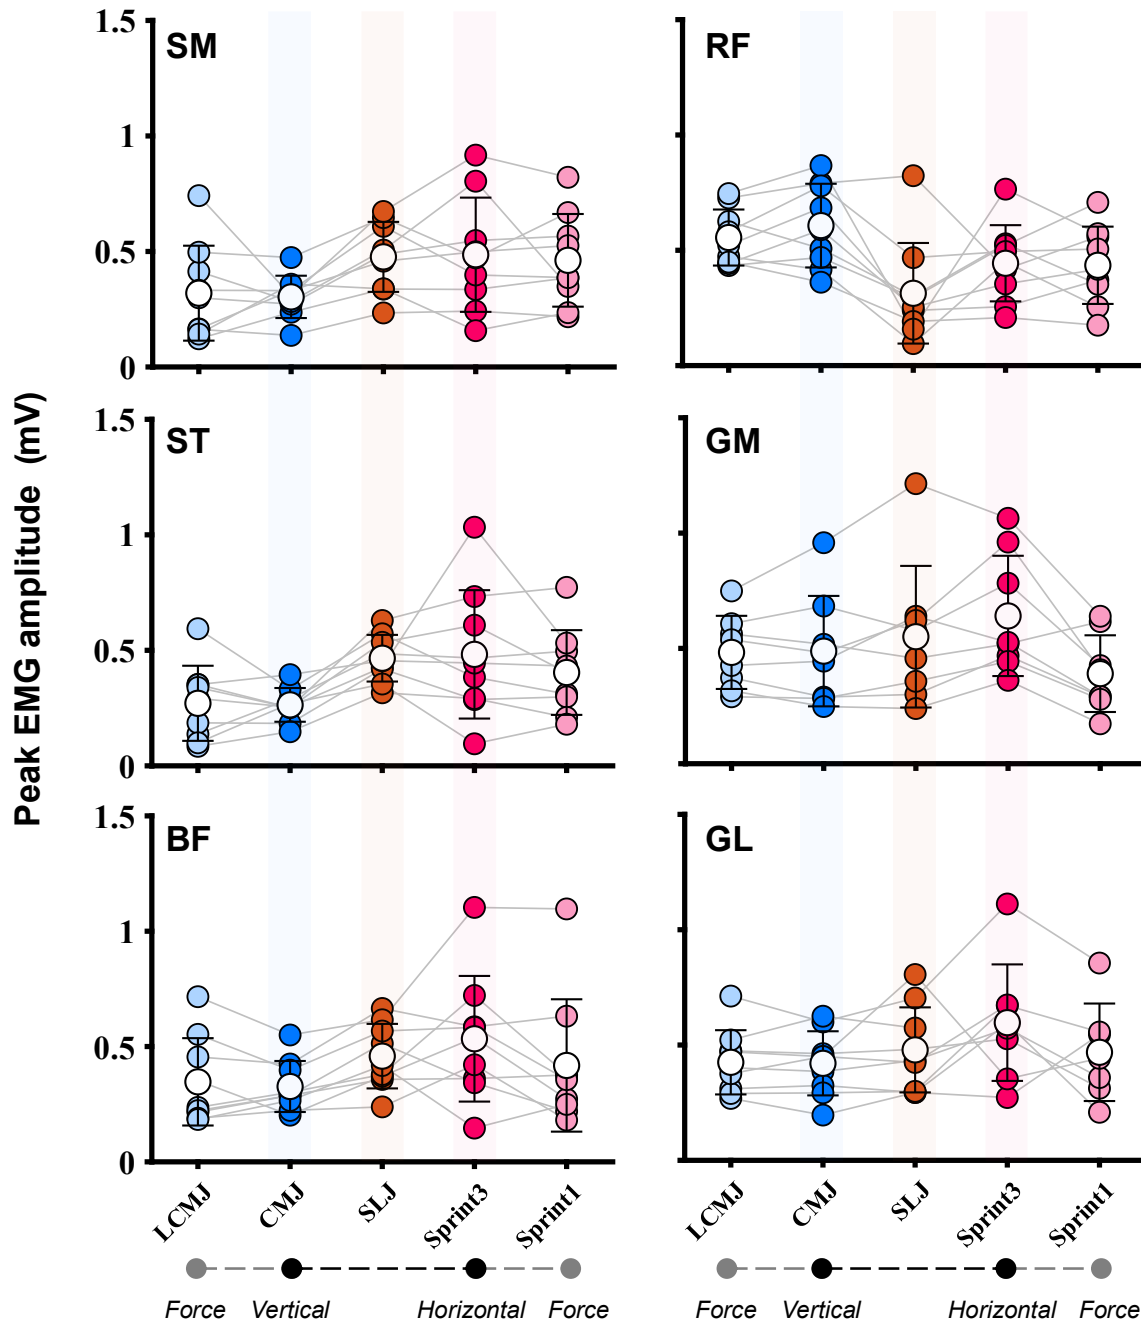 Peak EMG amplitude (mV)
1.5
1
0.5
0
SM
RF
1.5
1
0.5
0
ST
GM
1.5
1
0.5
0
BF
GL
LCMJ CMJ SLJ Sprint3 Sprint1
LCMJ CMJ SLJ Sprint3 Sprint1
Force Vertical Horizontal Force
Force Vertical Horizontal Force